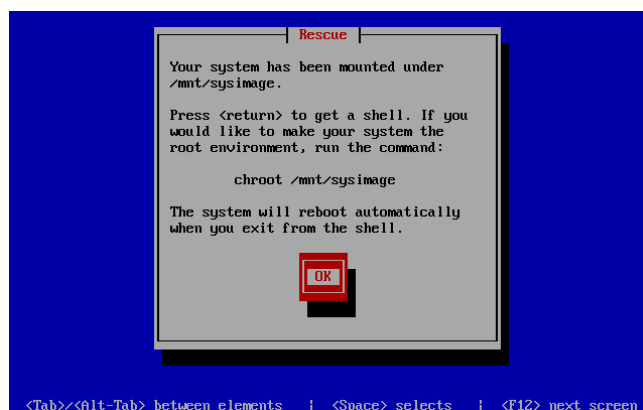 Rescue
Your system has been mounted under
/mnt/sysimage.
Press <return> to get a shell. If you
would like to make your system the
root environment, run the command:
chroot /mnt/sysimage
The system will reboot automatically
when you exit from the shell.
OK
<Tab>/<Alt-Tab> between elements | <Space> selects | <F12> next screen